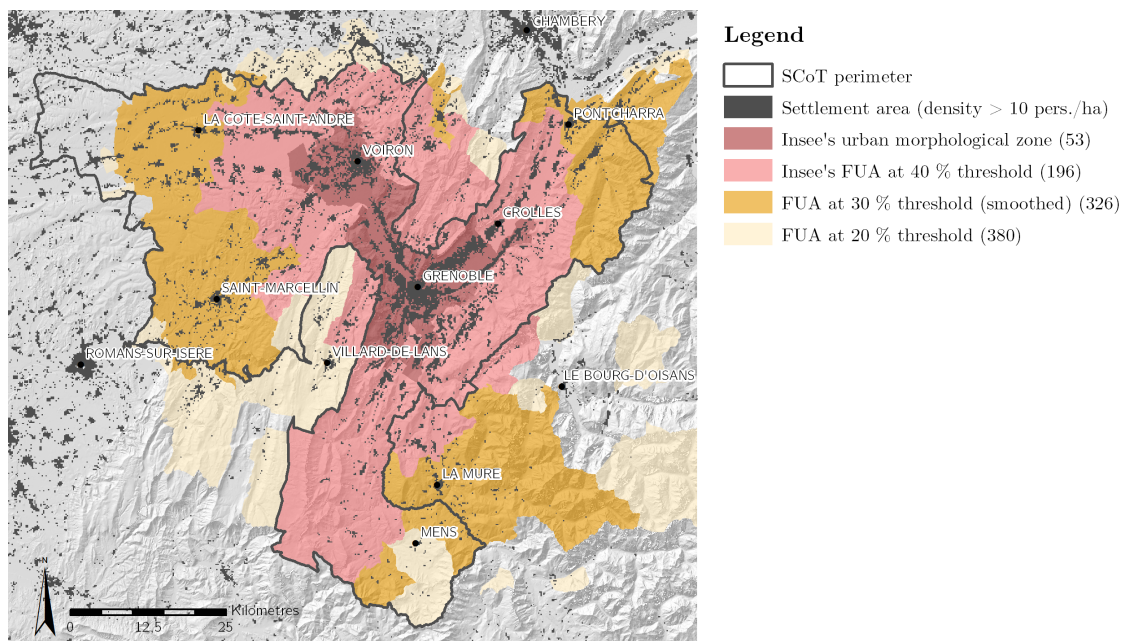 CHAMBERY
LA COTE-SAINT-ANDRE
PONTCHARRA
VOIRON
CROLLES
GRENOBLE
SAINT-MARCELLIN
ROMANS-SUR-ISERE
VILLARD-DE-LANS
LE BOURG-D'OISANS
LA MURE
MENS
N
Kilometres
0 12,5 25
Legend
SCoT perimeter
Settlement area (density > 10 pers./ha)
Insee's urban morphological zone (53)
Insee's FUA at 40 % threshold (196)
FUA at 30 % threshold (smoothed) (326)
FUA at 20 % threshold (380)